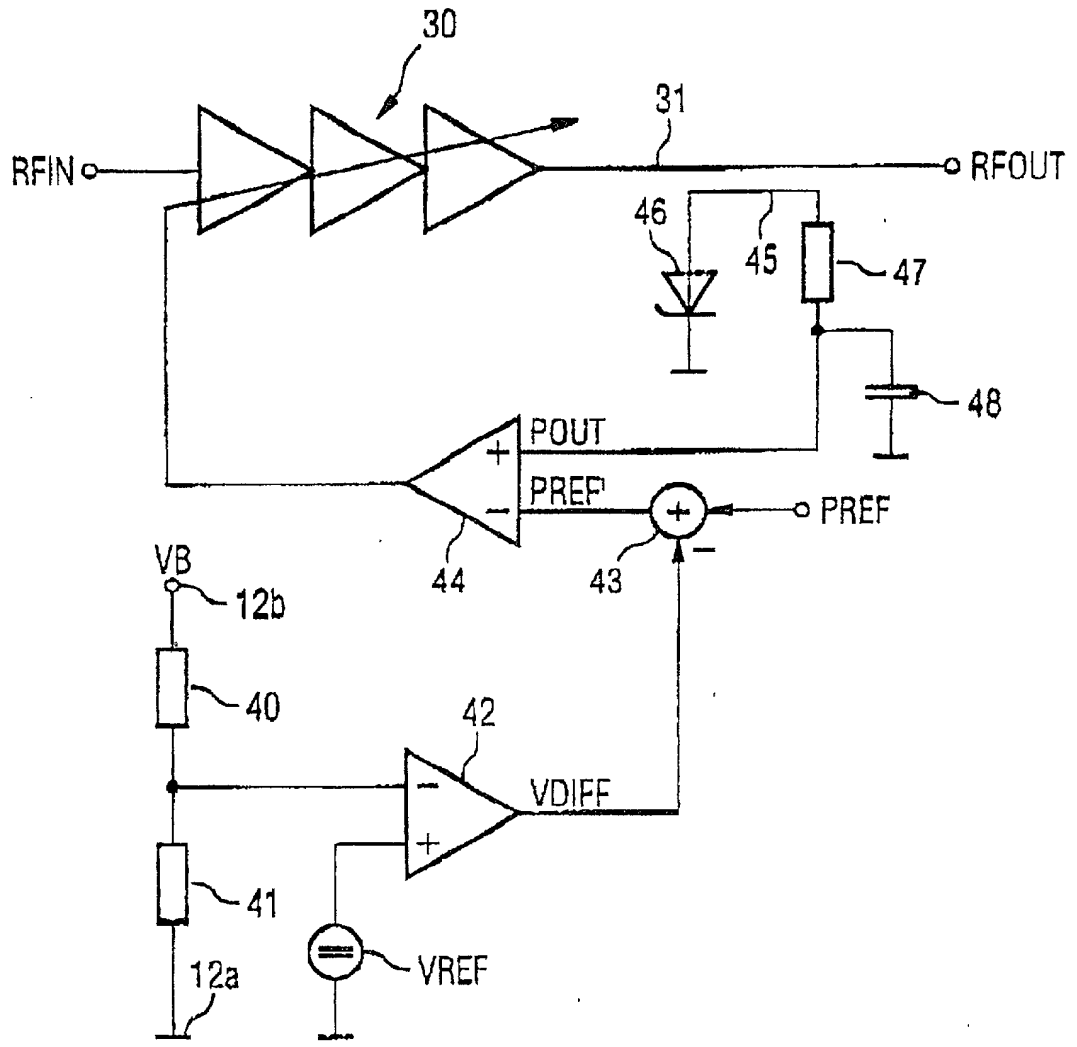 30
31
RFIN
RFOUT
46
45
47
48
POUT
+
PREF'
-
+
PREF
43
-
44
VB
12b
40
42
-
VDIFF
+
41
VREF
12a